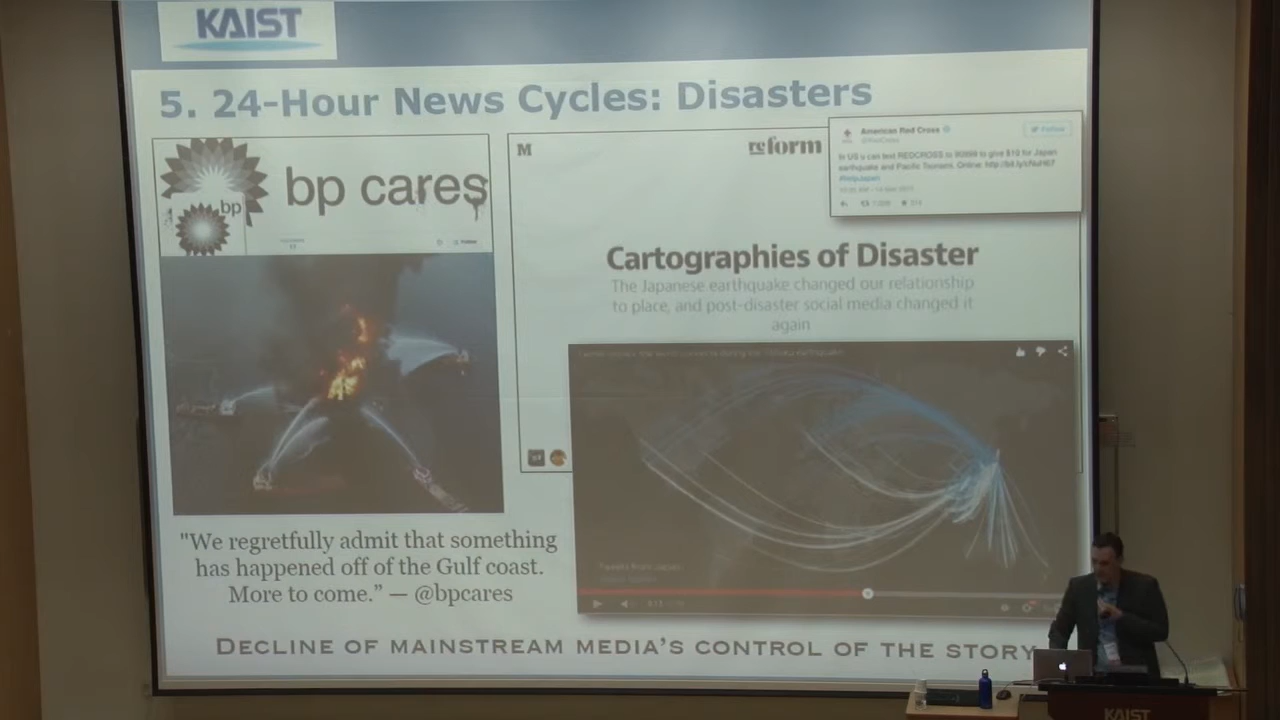 KAIST
5. 24-Hour News Cycles: Disasters
bp
bp cares
Follow
M
reform
American Red Cross
Follow
In US u can text REDCROSS to 90999 to give $10 for Japan
earthquake and Pacific Tsunami. Online:
#HelpJapan
Cartographies of Disaster
The Japanese earthquake changed our relationship
to place, and post-disaster social media changed it
again
Tweets from Japan
"We regretfully admit that something
has happened off of the Gulf coast.
More to come." — @bpcares
DECLINE OF MAINSTREAM MEDIA'S CONTROL OF THE STORY
KAIST